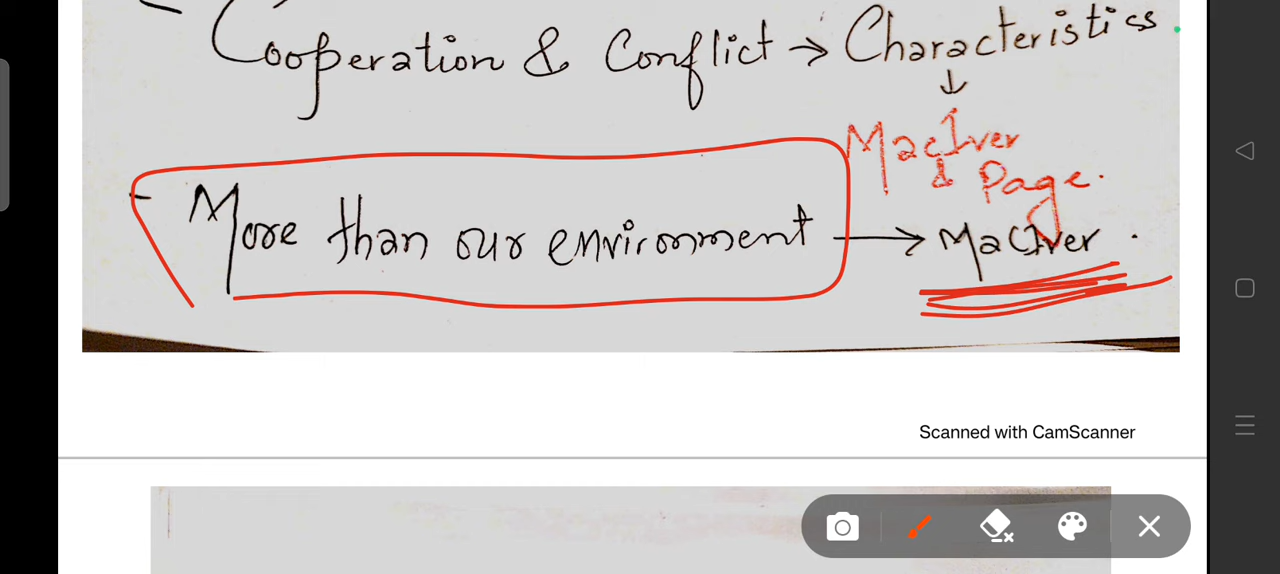 Cooperation & Conflict → Characteristics
↓
MacIver
& Page.
- More than our environment → MacIver.
Scanned with CamScanner